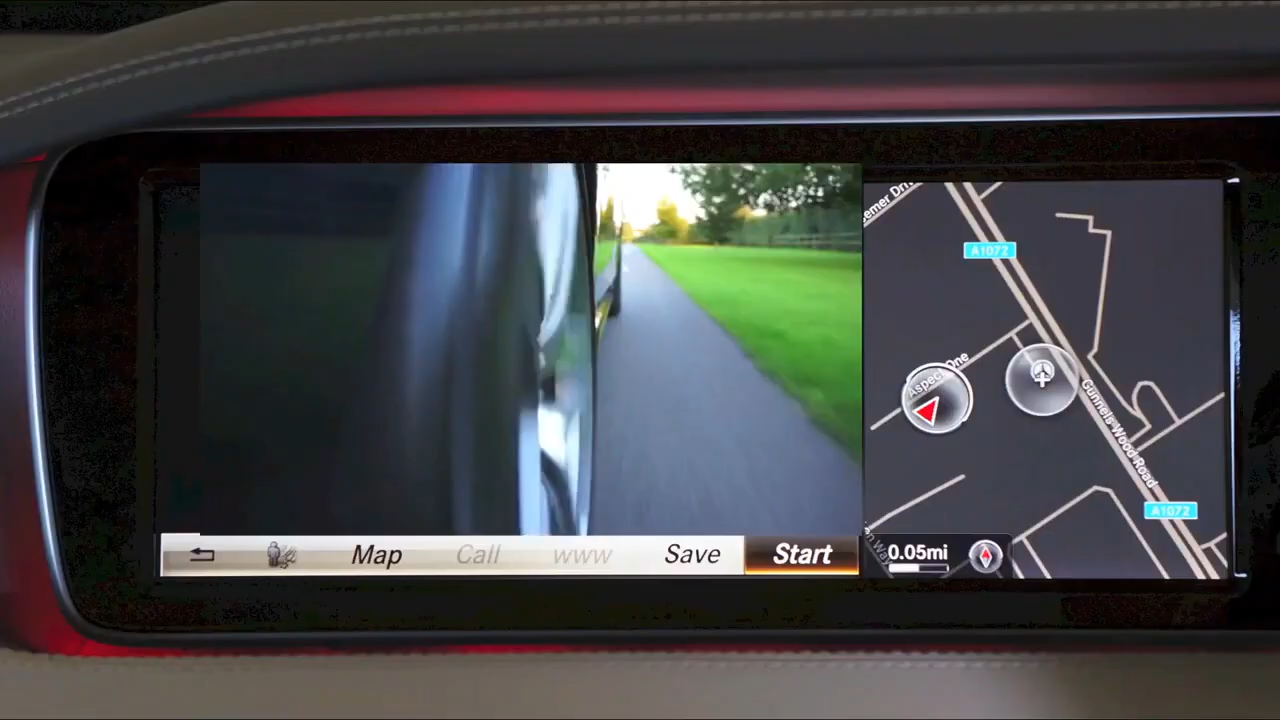 Map Call www Save Start
A1072
Aspect One
Gunnels Wood Road
A1072
0.05mi